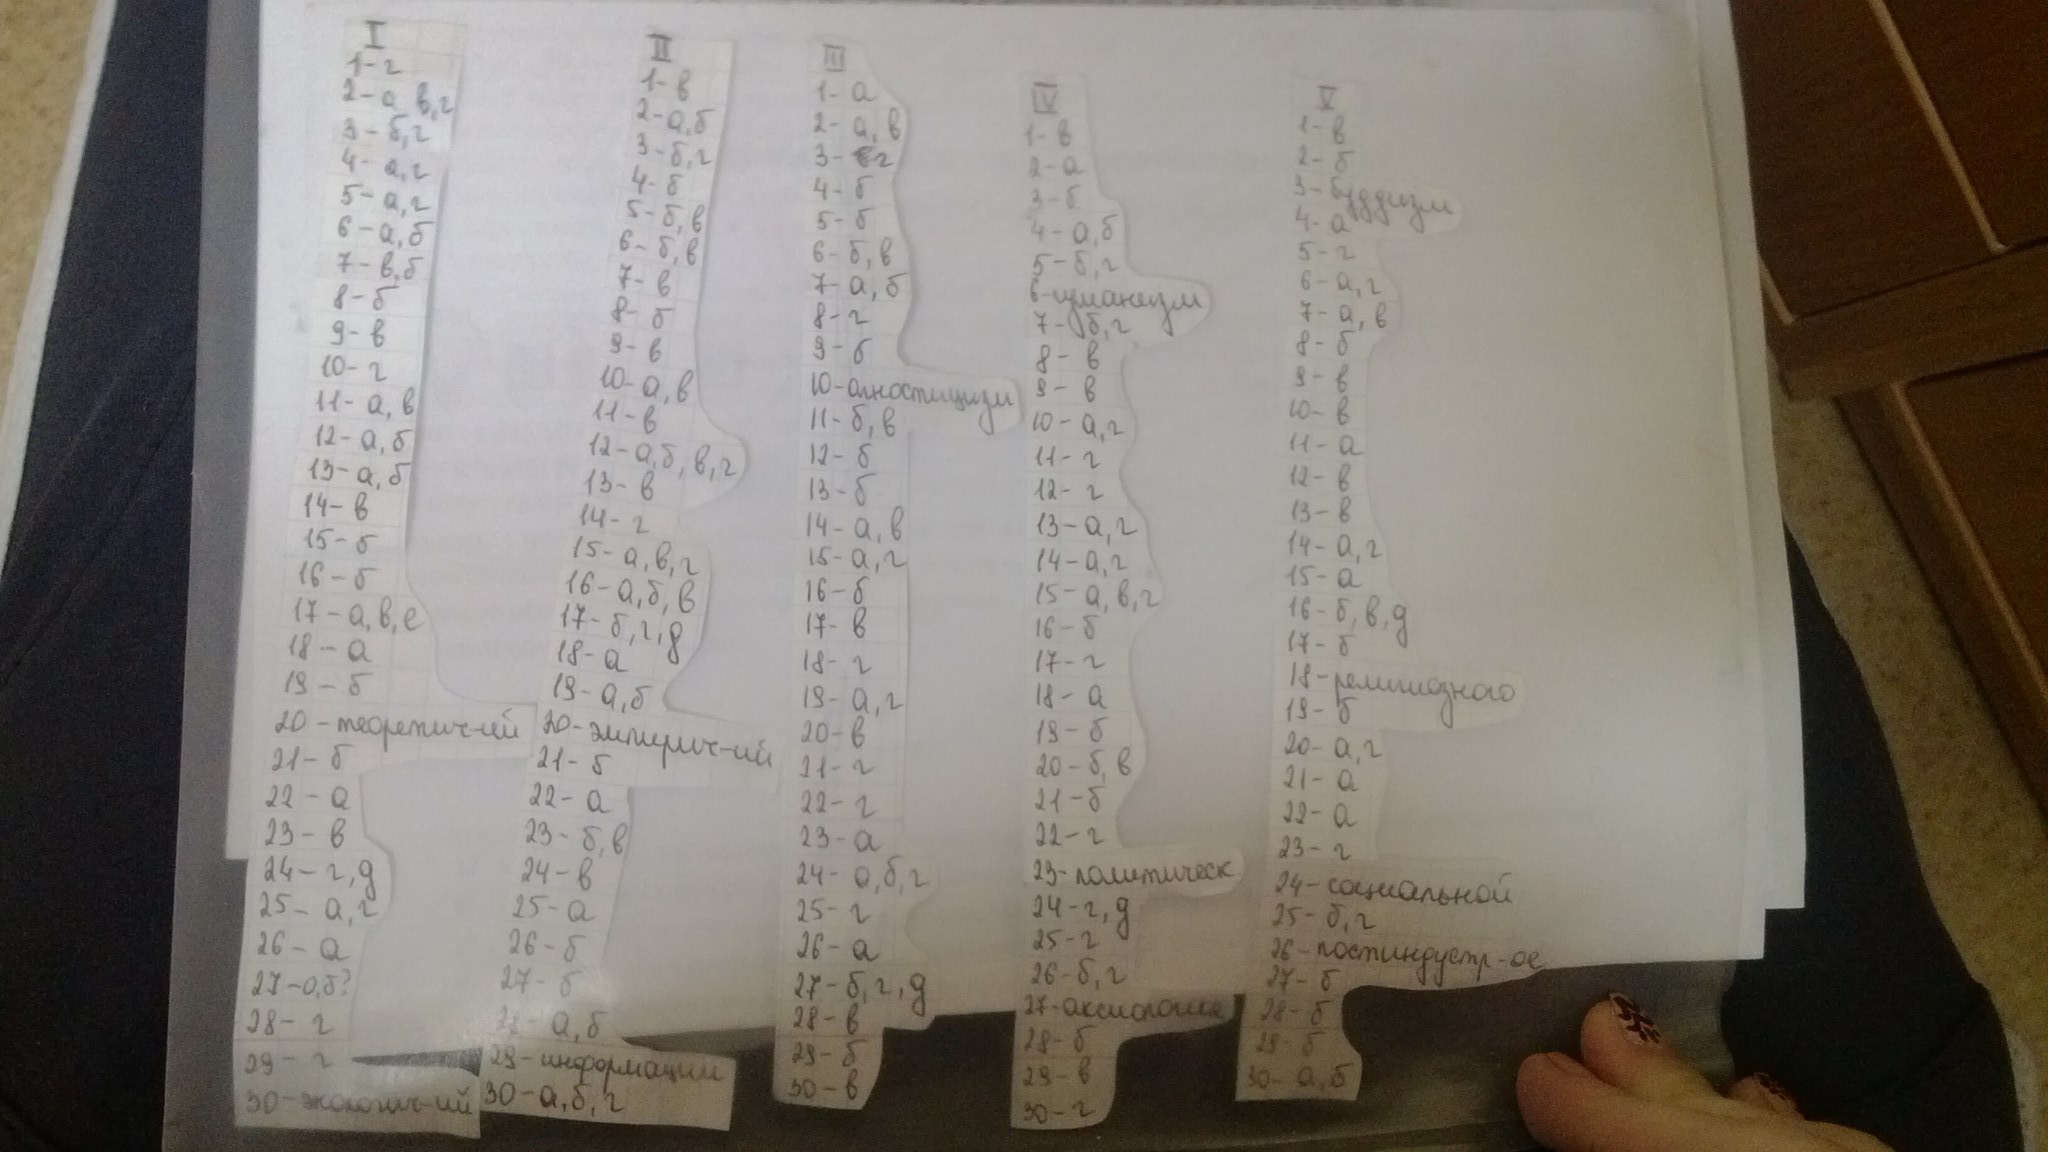 I
1-г
2-а, в,г
3-б,г
4-а,г
5-а,г
6-а,б
7-в,б
8-б
9-в
10-г
11-а,в
12-а,б
13-а,б
14-в
15-б
16-б
17-а,в,е
18-а
19-б
20-теоретич-ий
21-б
22-а
23-в
24-г,д
25-а,г
26-а
27-а,б?
28-г
29-г
30-экологич-ий
II
1-в
2-а,б
3-б,г
4-б
5-б,в
6-б,в
7-в
8-б
9-в
10-а,в
11-в
12-а,б,в,г
13-в
14-г
15-а,в,г
16-а,б,в
17-б,г,д
18-а
19-а,б
20-эмпирич-ий
21-б
22-а
23-б,в
24-в
25-а
26-б
27-б
28-а,б
29-информации
30-а,б,г
III
1-а
2-а,в
3-г
4-б
5-б
6-б,в
7-а,б
8-г
9-б
10-агностицизм
11-б,в
12-б
13-б
14-а,в
15-а,г
16-б
17-в
18-г
19-а,г
20-в
21-г
22-г
23-а
24-а,б,г
25-г
26-а
27-б,г,д
28-в
29-б
30-в
IV
1-в
2-а
3-б
4-а,б
5-б,г
6-гуманизм
7-б,г
8-в
9-в
10-а,г
11-г
12-г
13-а,г
14-а,г
15-а,в,г
16-б
17-г
18-а
19-б
20-б,в
21-б
22-г
23-политическ
24-г,д
25-г
26-б,г
27-аксиология
28-б
29-в
30-г
V
1-в
2-б
3-буддизм
4-а
5-г
6-а,г
7-а,в
8-б
9-в
10-в
11-а
12-в
13-в
14-а,г
15-а
16-б,в,д
17-б
18-религиозного
19-б
20-а,г
21-а
22-а
23-г
24-социальной
25-б,г
26-постиндустр-ое
27-б
28-б
29-б
30-а,б